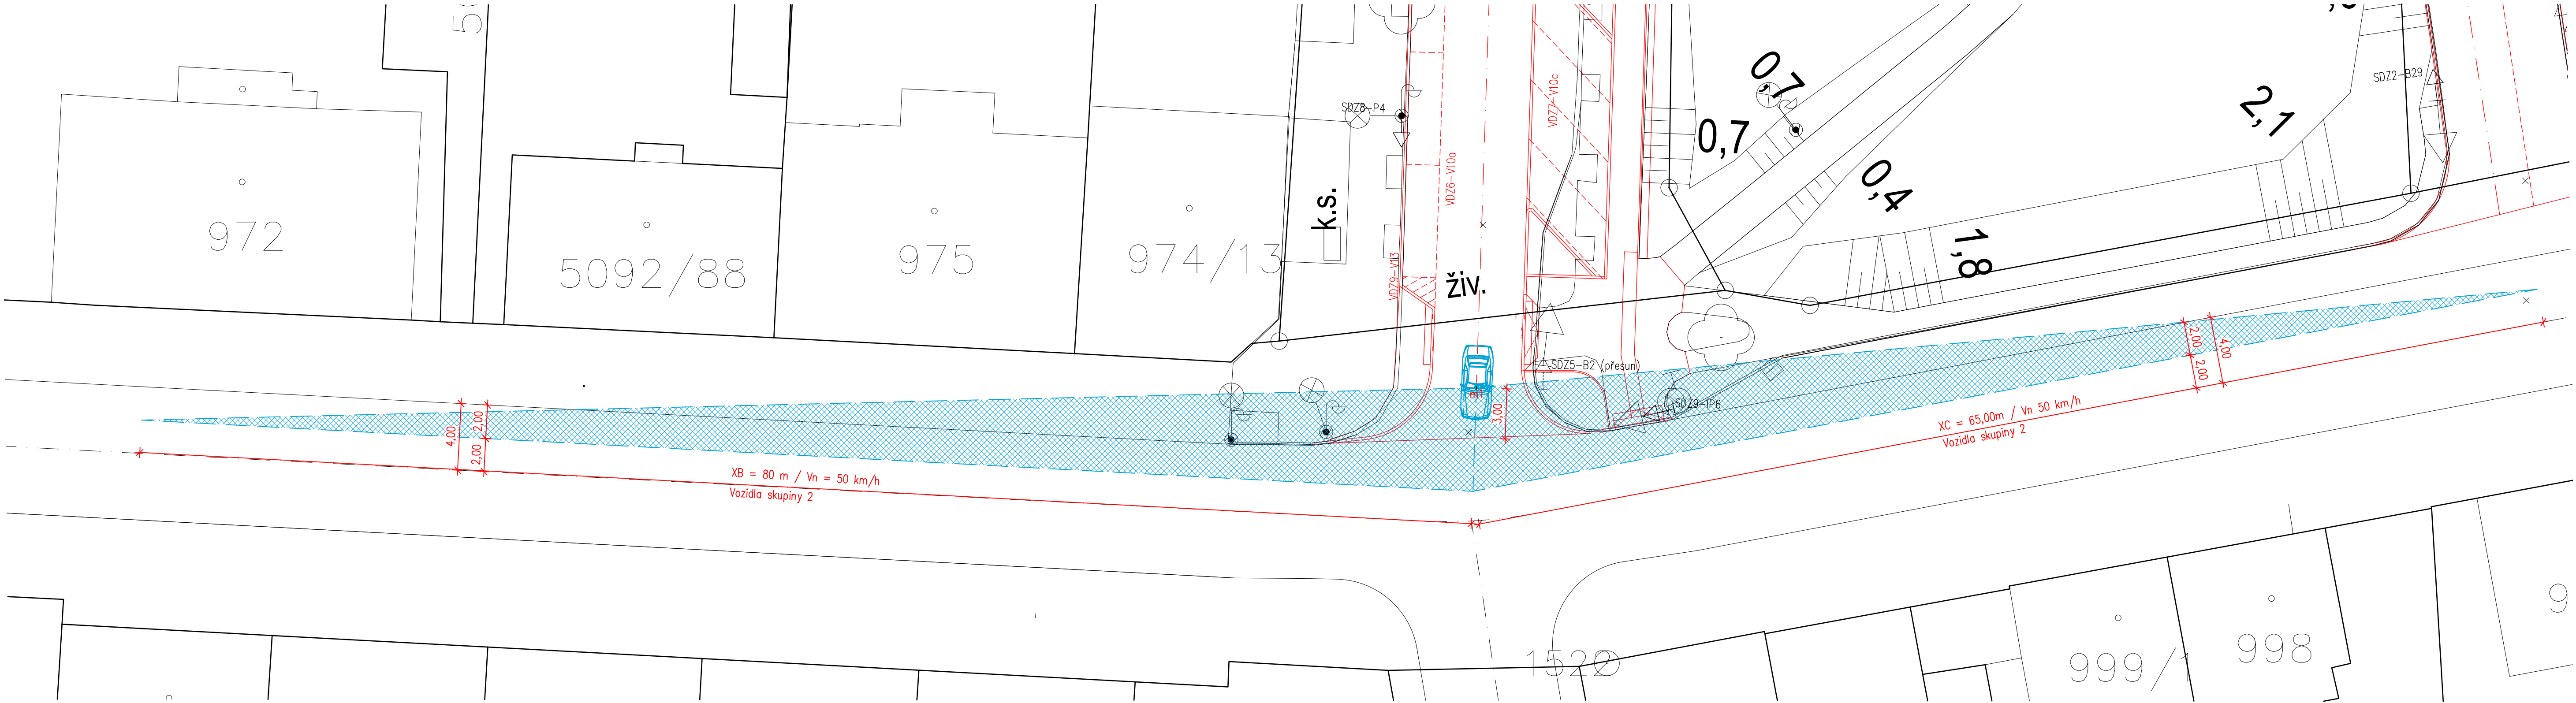 SDZ8-P4
VDZ6-V10a
VDZ7-V10c
0,7
0,7
0,4
1,8
2,1
SDZ2-B29
972
5092/88
975
974/13
k.s.
VDZ9-V13
živ.
SDZ5-B2 (přesun)
SDZ9-IP6
3,00
4,00
2,00
2,00
2,00
2,00
4,00
XB = 80 m / Vn = 50 km/h
Vozidla skupiny 2
XC = 65,00m / Vn 50 km/h
Vozidla skupiny 2
999/1
998